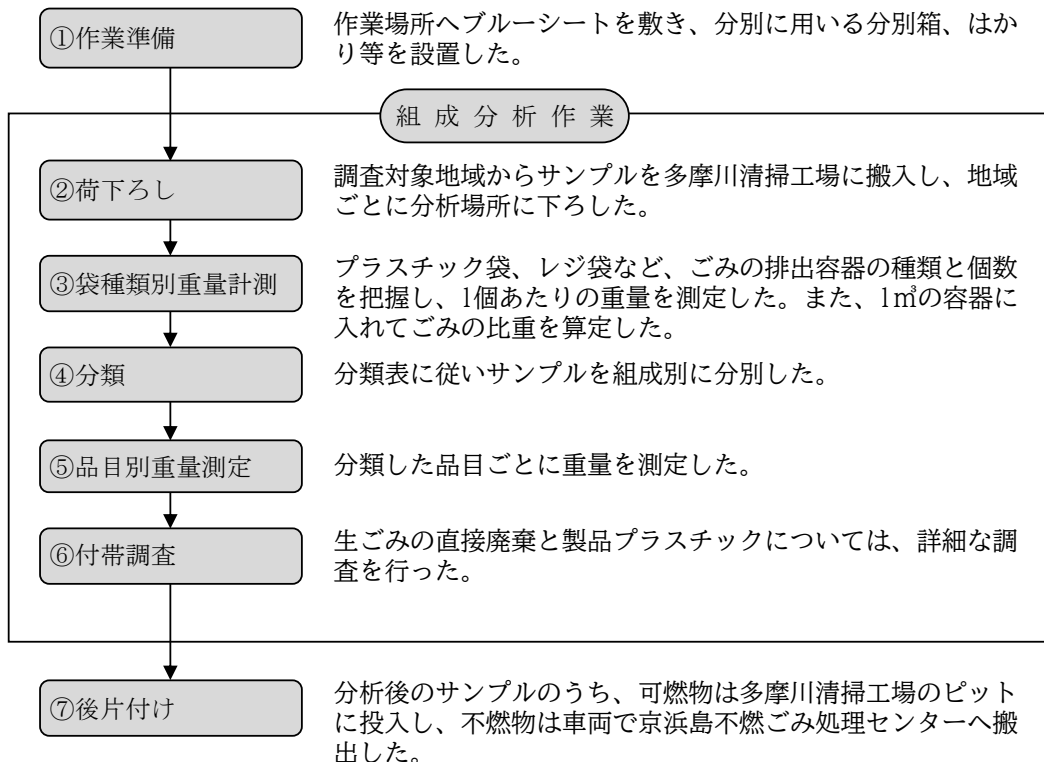 ①作業準備
作業場所へブルーシートを敷き、分別に用いる分別箱、はか
り等を設置した。
組成分析作業
②荷下ろし
調査対象地域からサンプルを多摩川清掃工場に搬入し、地域
ごとに分析場所に下ろした。
③袋種類別重量計測
プラスチック袋、レジ袋など、ごみの排出容器の種類と個数
を把握し、1個あたりの重量を測定した。また、1㎥の容器に
入れてごみの比重を算定した。
④分類
分類表に従いサンプルを組成別に分別した。
⑤品目別重量測定
分類した品目ごとに重量を測定した。
⑥付帯調査
生ごみの直接廃棄と製品プラスチックについては、詳細な調
査を行った。
⑦後片付け
分析後のサンプルのうち、可燃物は多摩川清掃工場のピット
に投入し、不燃物は車両で京浜島不燃ごみ処理センターへ搬
出した。